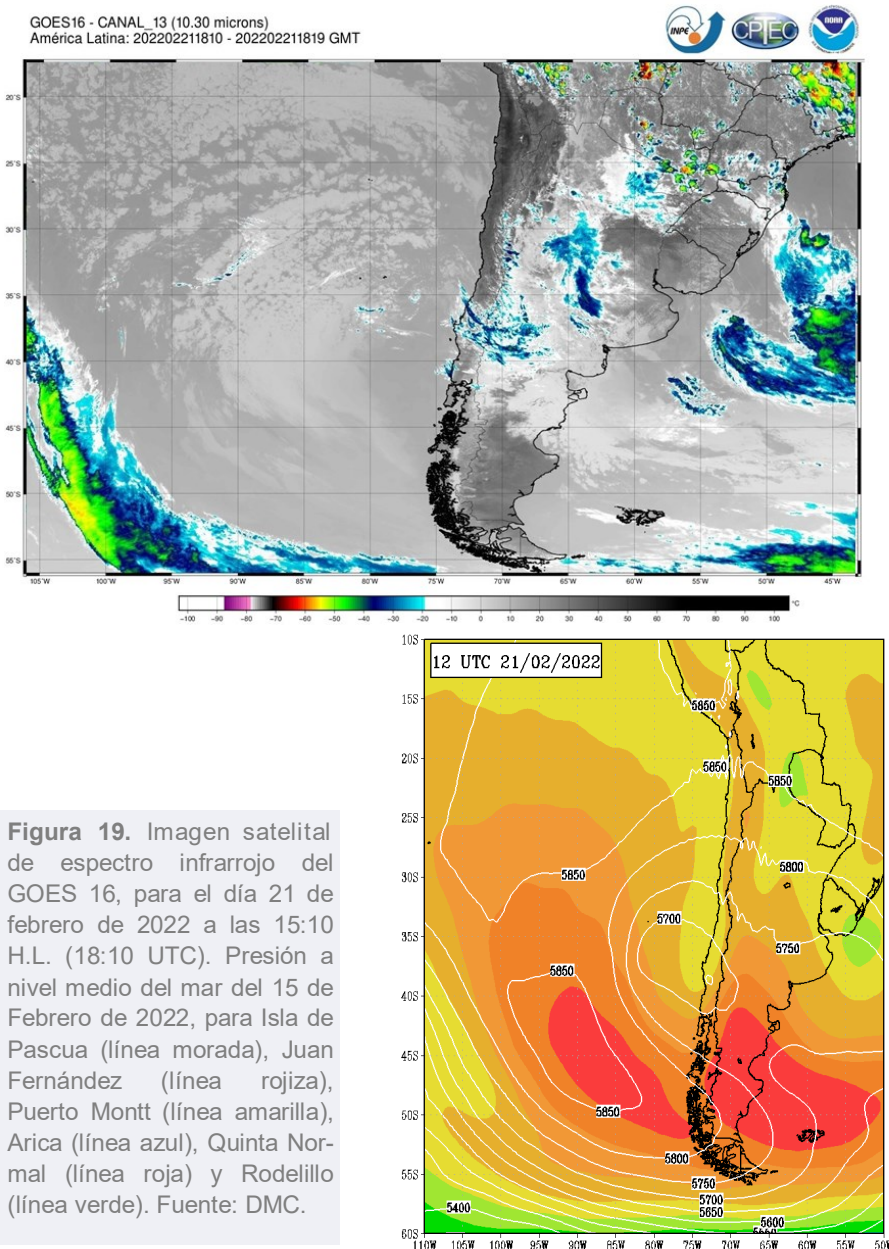 GOES16 - CANAL_13 (10.30 microns)
América Latina: 202202211810 - 202202211819 GMT
INPE
CPTEC
NOAA
20°S
25°S
30°S
35°S
40°S
45°S
50°S
55°S
105°W 100°W 95°W 90°W 85°W 80°W 75°W 70°W 65°W 60°W 55°W 50°W 45°W
-100 -90 -80 -70 -60 -50 -40 -30 -20 -10 0 10 20 30 40 50 60 70 80 90 100 °C
12 UTC 21/02/2022
10S
15S
20S
25S
30S
35S
40S
45S
50S
55S
60S
5850
5850
5850
5800
5850
5700
5750
5850
5850
5800
5750
5700
5650
5400
5600
110W 105W 100W 95W 90W 85W 80W 75W 70W 65W 60W 55W 50W
Figura 19. Imagen satelital
de espectro infrarrojo del
GOES 16, para el día 21 de
febrero de 2022 a las 15:10
H.L. (18:10 UTC). Presión a
nivel medio del mar del 15 de
Febrero de 2022, para Isla de
Pascua (línea morada), Juan
Fernández (línea rojiza),
Puerto Montt (línea amarilla),
Arica (línea azul), Quinta Nor-
mal (línea roja) y Rodelillo
(línea verde). Fuente: DMC.